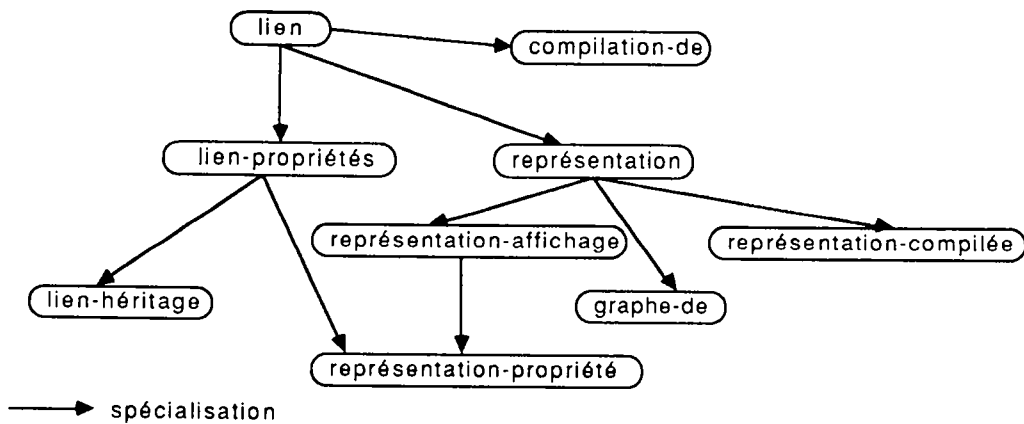 lien
compilation-de
lien-propriétés
représentation
représentation-affichage
représentation-compilée
lien-héritage
graphe-de
représentation-propriété
spécialisation